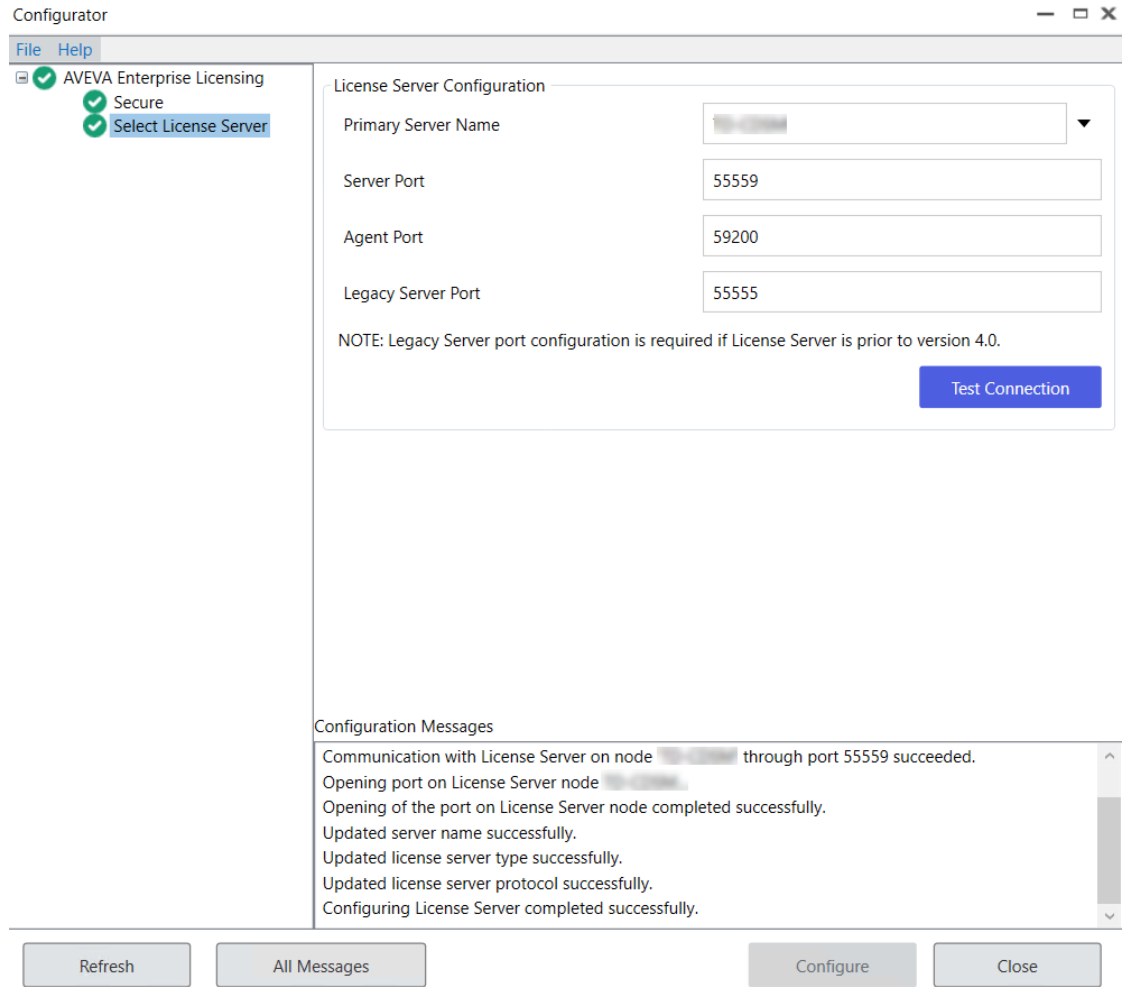 Configurator
File Help
AVEVA Enterprise Licensing
Secure
Select License Server
License Server Configuration
Primary Server Name
Server Port 55559
Agent Port 59200
Legacy Server Port 55555
NOTE: Legacy Server port configuration is required if License Server is prior to version 4.0.
Test Connection
Configuration Messages
Communication with License Server on node through port 55559 succeeded.
Opening port on License Server node
Opening of the port on License Server node completed successfully.
Updated server name successfully.
Updated license server type successfully.
Updated license server protocol successfully.
Configuring License Server completed successfully.
Refresh All Messages Configure Close